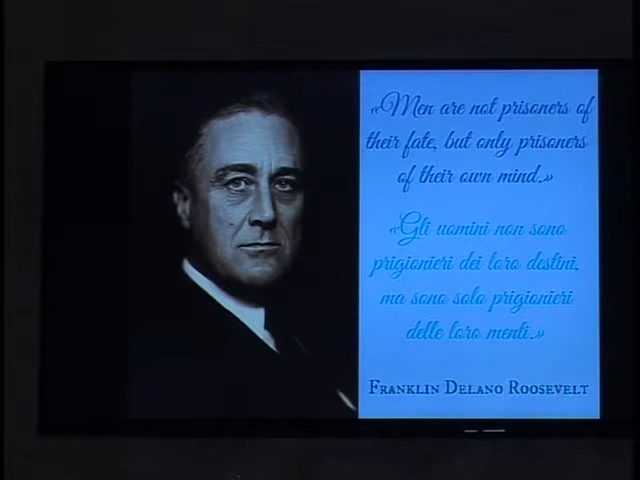 «Men are not prisoners of
their fate, but only prisoners
of their own mind.»
«Gli uomini non sono
prigionieri dei loro destini,
ma sono solo prigionieri
delle loro menti.»
Franklin Delano Roosevelt